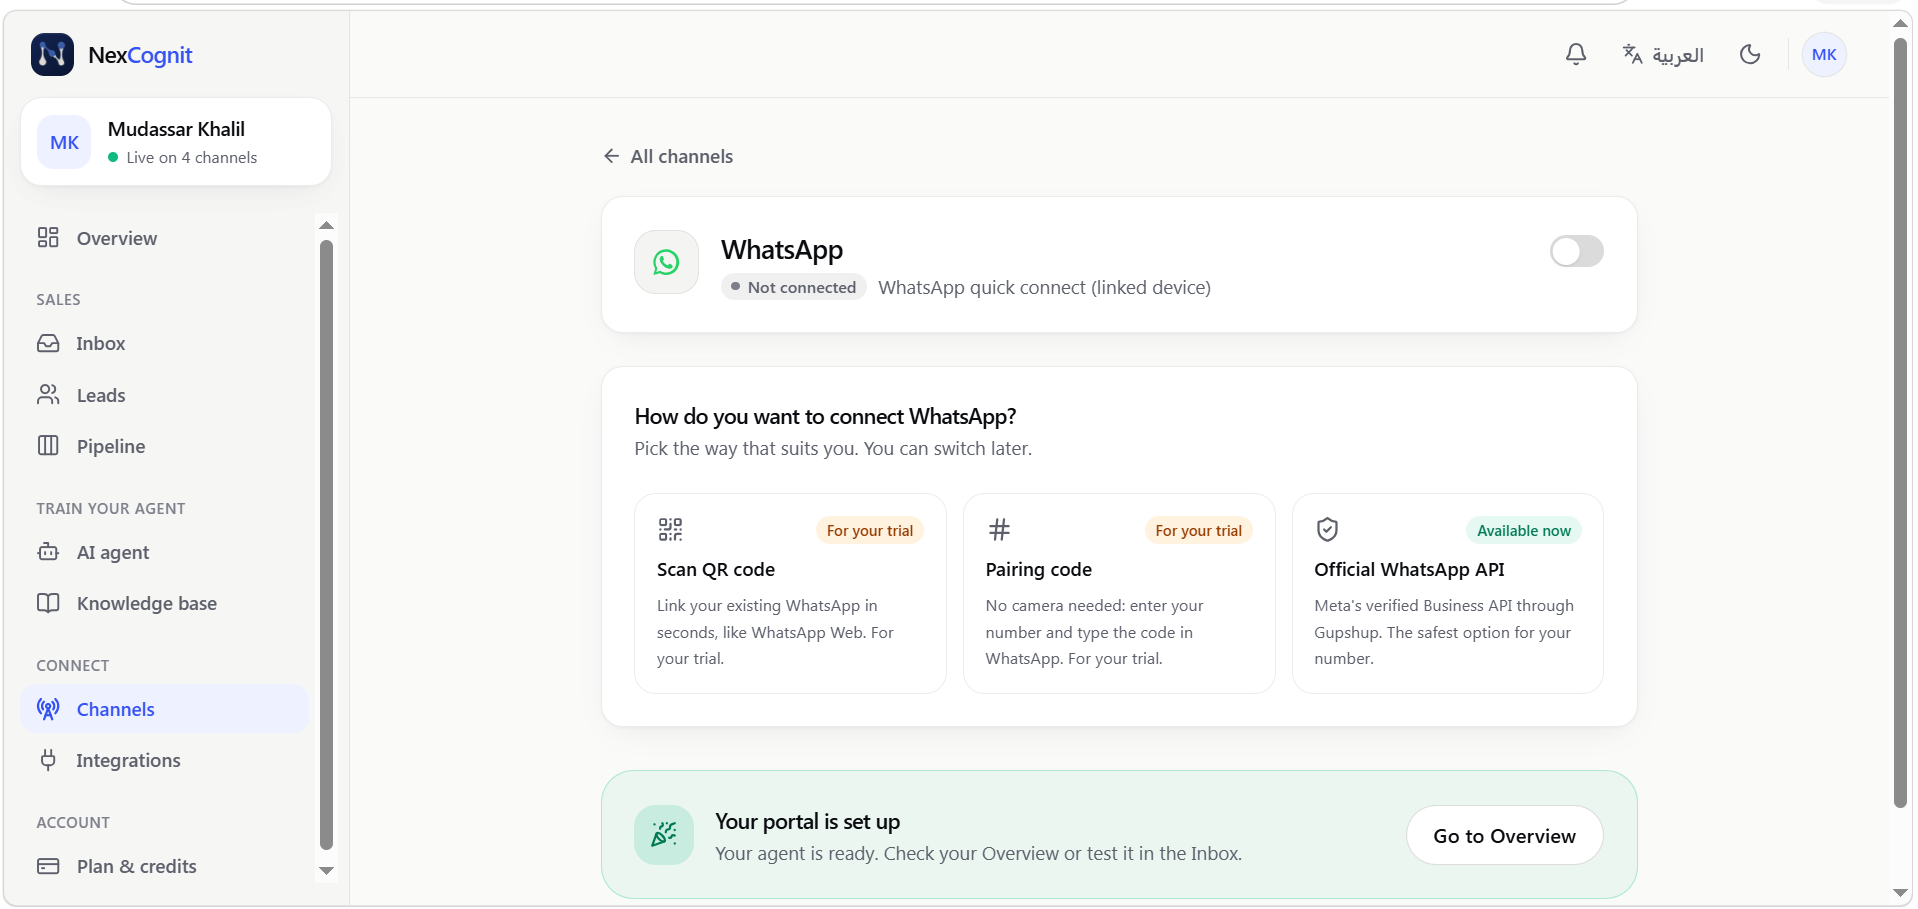 NexCognit
العربية
MK
MK
Mudassar Khalil
Live on 4 channels
Overview
SALES
Inbox
Leads
Pipeline
TRAIN YOUR AGENT
AI agent
Knowledge base
CONNECT
Channels
Integrations
ACCOUNT
Plan & credits
All channels
WhatsApp
Not connected WhatsApp quick connect (linked device)
How do you want to connect WhatsApp?
Pick the way that suits you. You can switch later.
For your trial
Scan QR code
Link your existing WhatsApp in
seconds, like WhatsApp Web. For
your trial.
For your trial
Pairing code
No camera needed: enter your
number and type the code in
WhatsApp. For your trial.
Available now
Official WhatsApp API
Meta's verified Business API through
Gupshup. The safest option for your
number.
Your portal is set up
Your agent is ready. Check your Overview or test it in the Inbox.
Go to Overview